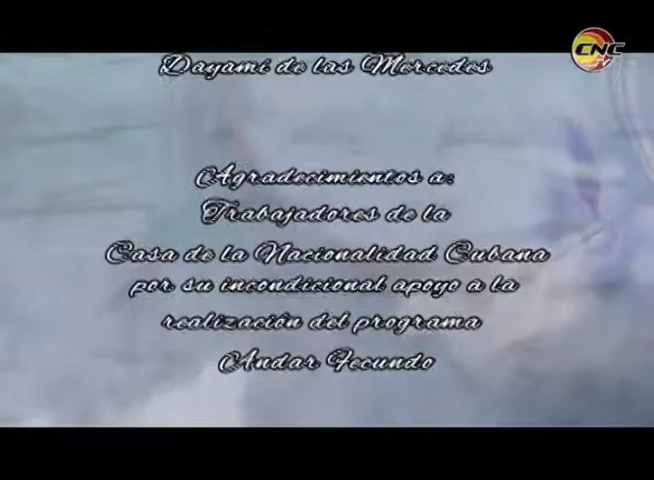 CNC
TV
Dayamí de las Mercedes
Agradecimientos a:
Trabajadores de la
Casa de la Nacionalidad Cubana
por su incondicional apoyo a la
realización del programa
Andar Fecundo